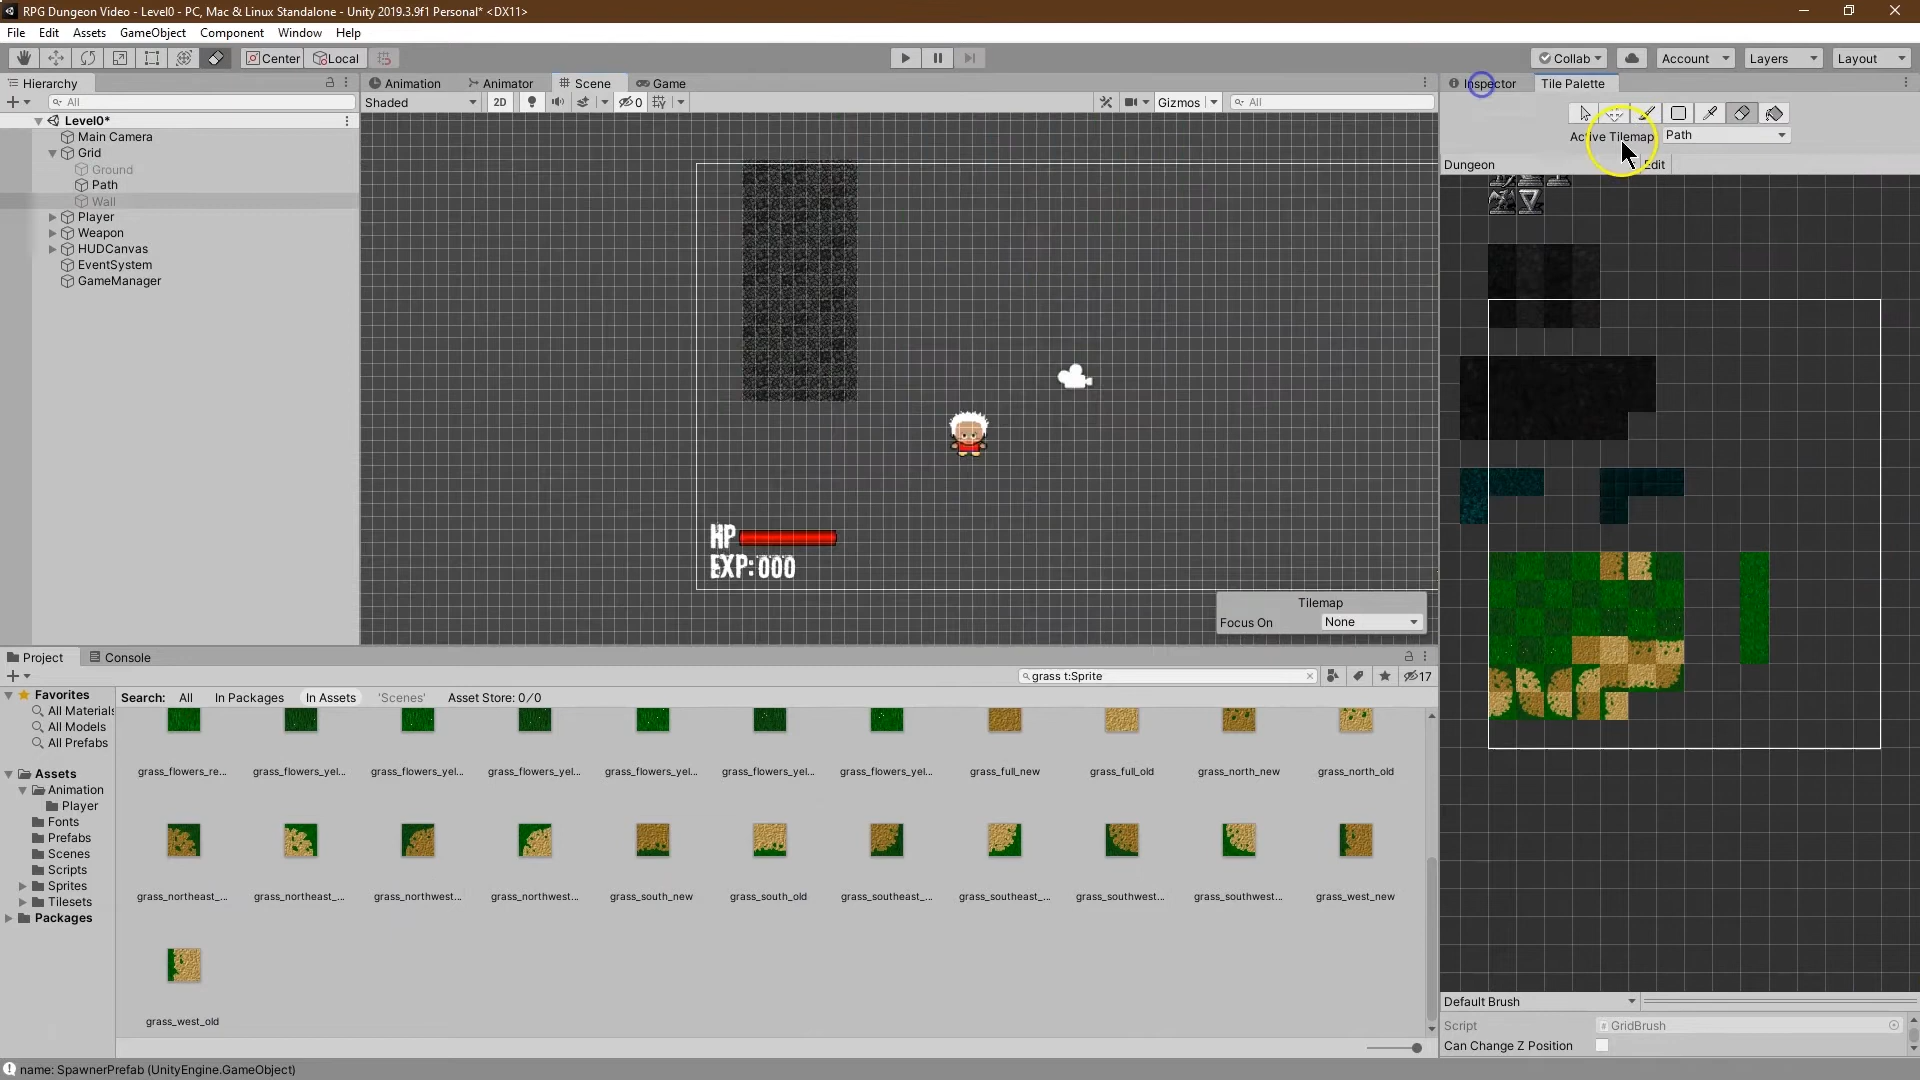 RPG Dungeon Video - Level0 - PC, Mac & Linux Standalone - Unity 2019.3.9f1 Personal* <DX11>
File Edit Assets GameObject Component Window Help
Center Local Collab Account Layers Layout
Hierarchy Animation Animator Scene Game Inspector Tile Palette
All Shaded 2D 0 Gizmos All
Level0*
Main Camera
Grid
Ground
Path
Wall
Player
Weapon
HUDCanvas
EventSystem
GameManager
HP
EXP:000
Tilemap
Focus On None
Active Tilemap Path
Dungeon Edit
Project Console
grass t:Sprite 17
Search: All In Packages In Assets 'Scenes' Asset Store: 0/0
Favorites
All Materials
All Models
All Prefabs
Assets
Animation
Player
Fonts
Prefabs
Scenes
Scripts
Sprites
Tilesets
Packages
grass_flowers_re... grass_flowers_yel... grass_flowers_yel... grass_flowers_yel... grass_flowers_yel... grass_flowers_yel... grass_flowers_yel... grass_full_new grass_full_old grass_north_new grass_north_old
grass_northeast_... grass_northeast_... grass_northwest... grass_northwest... grass_south_new grass_south_old grass_southeast_... grass_southeast_... grass_southwest... grass_southwest... grass_west_new
grass_west_old
Default Brush
Script GridBrush
Can Change Z Position
name: SpawnerPrefab (UnityEngine.GameObject)